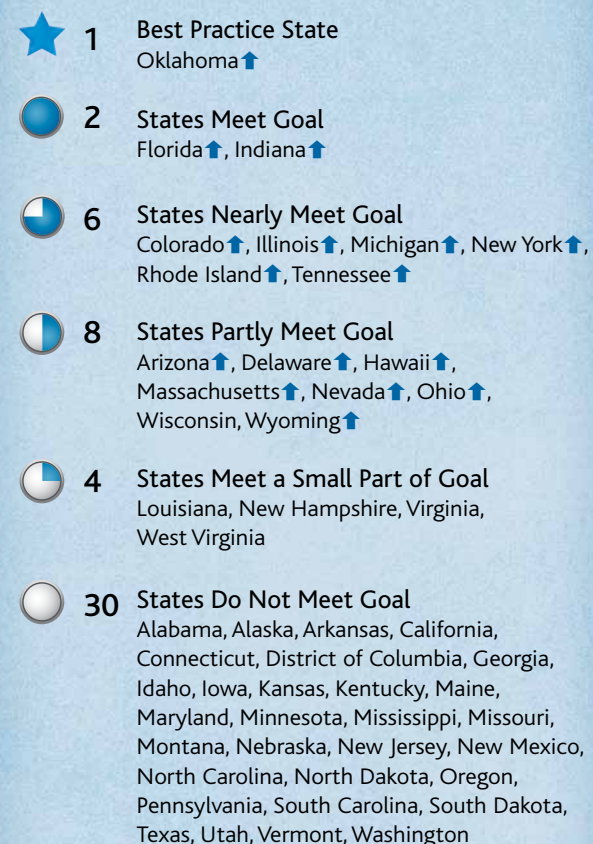 1 Best Practice State
Oklahoma⬆
2 States Meet Goal
Florida⬆, Indiana⬆
6 States Nearly Meet Goal
Colorado⬆, Illinois⬆, Michigan⬆, New York⬆,
Rhode Island⬆, Tennessee⬆
8 States Partly Meet Goal
Arizona⬆, Delaware⬆, Hawaii⬆,
Massachusetts⬆, Nevada⬆, Ohio⬆,
Wisconsin, Wyoming⬆
4 States Meet a Small Part of Goal
Louisiana, New Hampshire, Virginia,
West Virginia
30 States Do Not Meet Goal
Alabama, Alaska, Arkansas, California,
Connecticut, District of Columbia, Georgia,
Idaho, Iowa, Kansas, Kentucky, Maine,
Maryland, Minnesota, Mississippi, Missouri,
Montana, Nebraska, New Jersey, New Mexico,
North Carolina, North Dakota, Oregon,
Pennsylvania, South Carolina, South Dakota,
Texas, Utah, Vermont, Washington